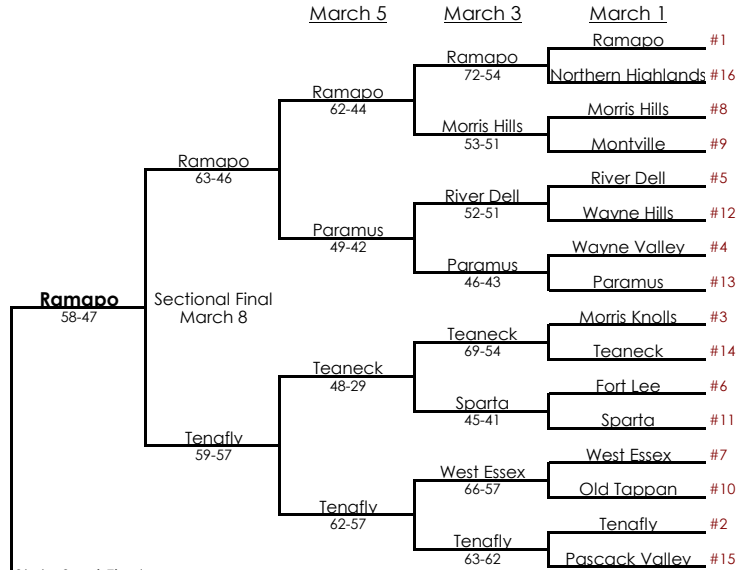 March 5
March 3
March 1
Ramapo #1
Ramapo
72-54
Northern Highlands #16
Ramapo
62-44
Morris Hills #8
Morris Hills
53-51
Montville #9
Ramapo
63-46
River Dell #5
River Dell
52-51
Wayne Hills #12
Paramus
49-42
Wayne Valley #4
Paramus
46-43
Paramus #13
Ramapo
58-47
Sectional Final
March 8
Morris Knolls #3
Teaneck
69-54
Teaneck #14
Teaneck
48-29
Fort Lee #6
Sparta
45-41
Sparta #11
Tenafly
59-57
West Essex #7
West Essex
66-57
Old Tappan #10
Tenafly
62-57
Tenafly #2
Tenafly
63-62
Pascack Valley #15